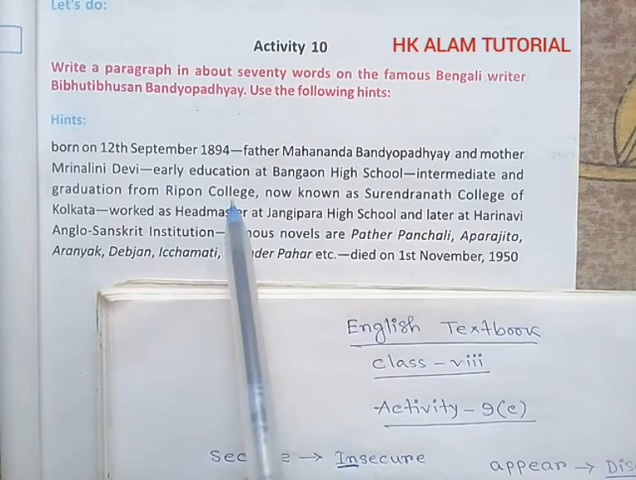 Let's do:
Activity 10
HK ALAM TUTORIAL
Write a paragraph in about seventy words on the famous Bengali writer
Bibhutibhusan Bandyopadhyay. Use the following hints:
Hints:
born on 12th September 1894—father Mahananda Bandyopadhyay and mother
Mrinalini Devi—early education at Bangaon High School—intermediate and
graduation from Ripon College, now known as Surendranath College of
Kolkata—worked as Headmaster at Jangipara High School and later at Harinavi
Anglo-Sanskrit Institution— novels are Pather Panchali, Aparajito,
Aranyak, Debjan, Icchamati, Pahar etc.—died on 1st November, 1950
English Textbook
class - viii
Activity - 9(c)
→ Insecure
appear →